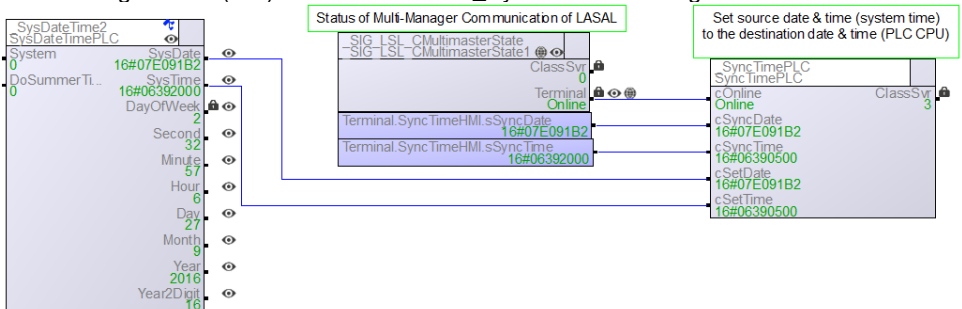 Status of Multi-Manager Communication of LASAL
Set source date & time (system time)
to the destination date & time (PLC CPU)
SysDateTime2
SysDateTimePLC
System
0
SysDate
16#07E091B2
DoSummerTi...
0
SysTime
16#06392000
DayOfWeek
2
Second
32
Minute
57
Hour
6
Day
27
Month
9
Year
2016
Year2Digit
16
_SIG_LSL_CMultimasterState
_SIG_LSL_CMultimasterState1
ClassSvr
0
Terminal
Online
Terminal.SyncTimeHMI.sSyncDate
16#07E091B2
Terminal.SyncTimeHMI.sSyncTime
16#06392000
_SyncTimePLC
SyncTimePLC
cOnline
Online
ClassSvr
3
cSyncDate
16#07E091B2
cSyncTime
16#06390500
cSetDate
16#07E091B2
cSetTime
16#06390500